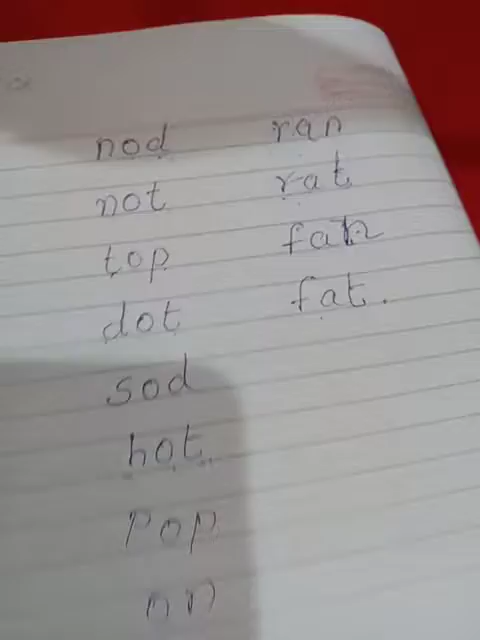 nod ran
not rat
top fan
dot fat.
sod
hot
pop